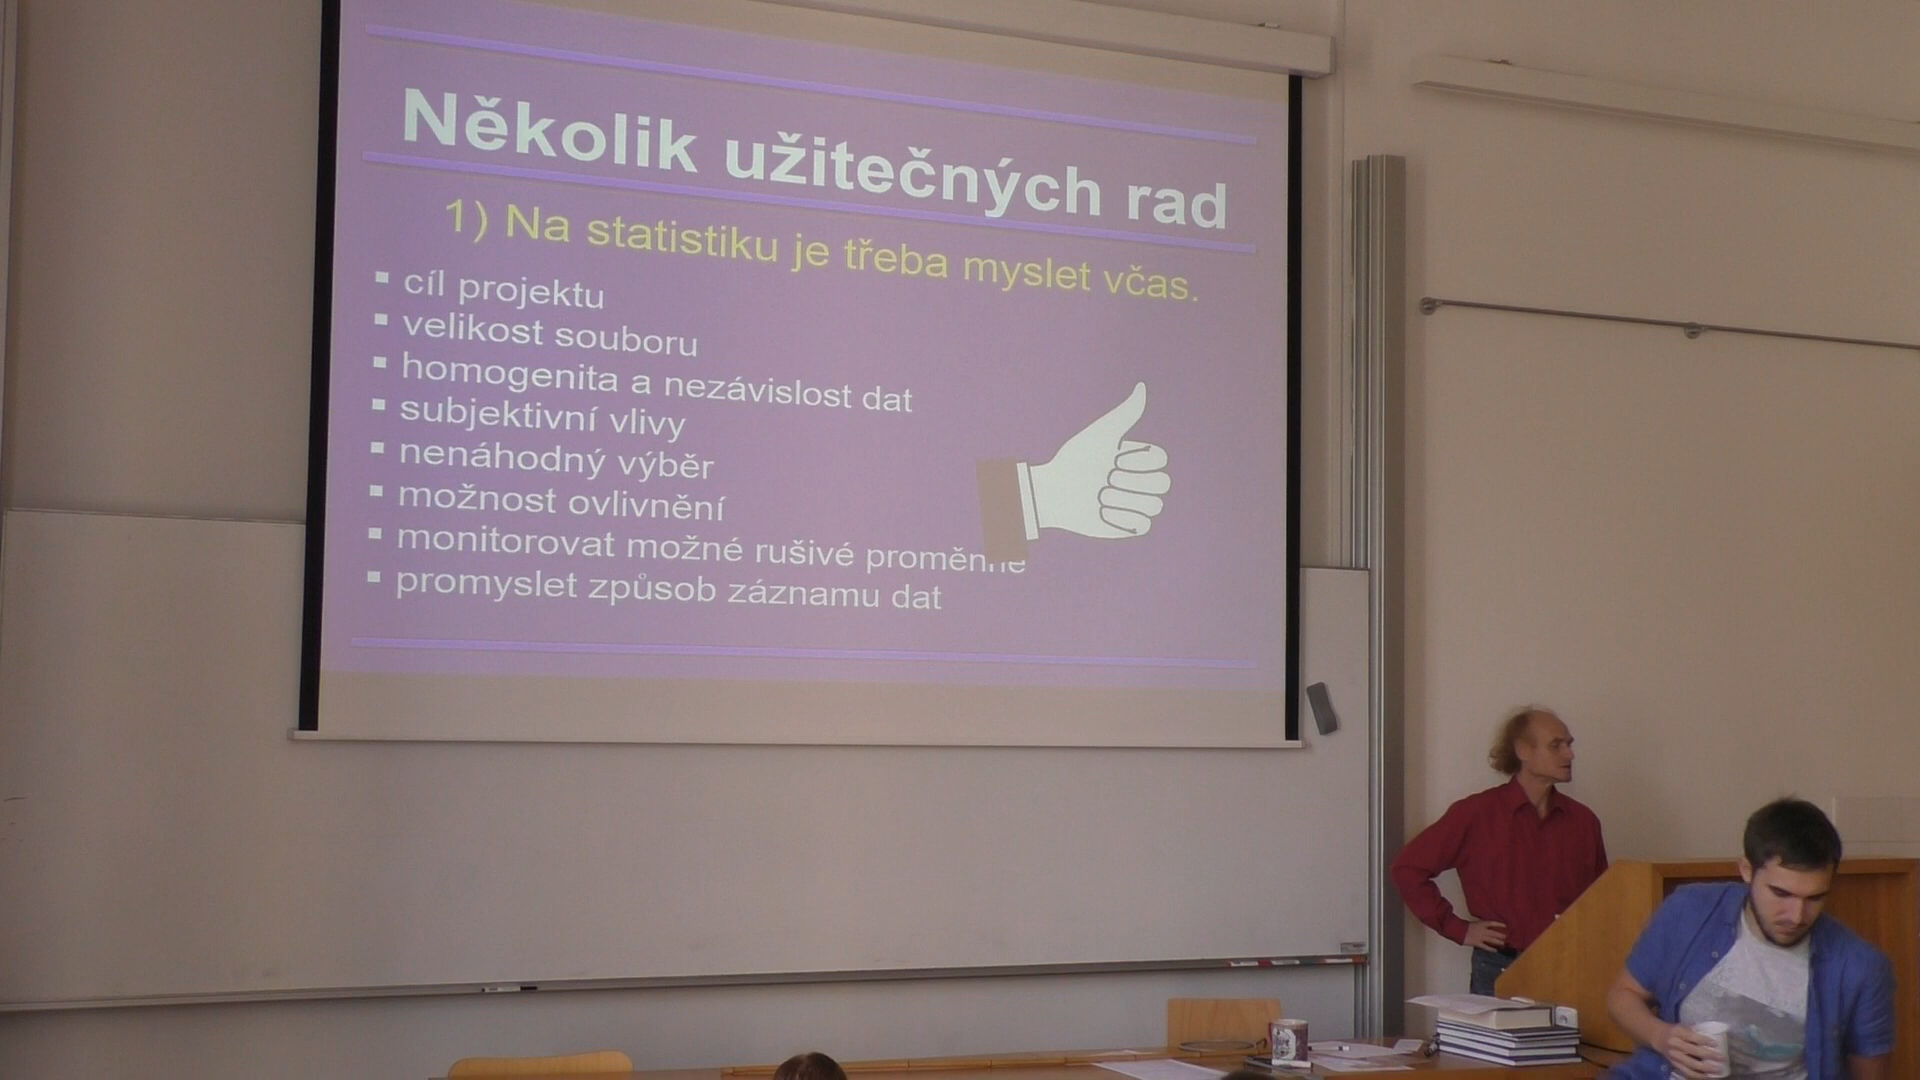 Několik užitečných rad
1) Na statistiku je třeba myslet včas.
▪ cíl projektu
▪ velikost souboru
▪ homogenita a nezávislost dat
▪ subjektivní vlivy
▪ nenáhodný výběr
▪ možnost ovlivnění
▪ monitorovat možné rušivé proměnné
▪ promyslet způsob záznamu dat